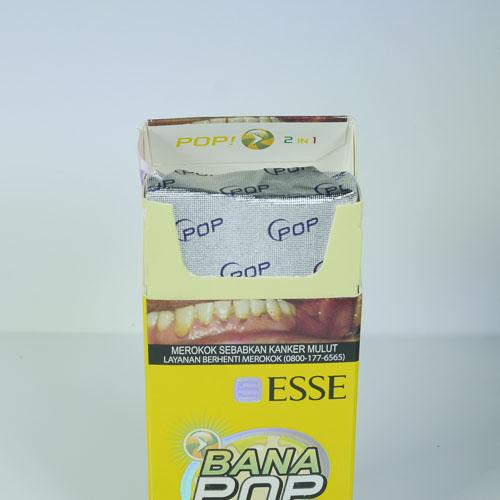 POP! 2 IN 1
POP
POP
POP
MEROKOK SEBABKAN KANKER MULUT
LAYANAN BERHENTI MEROKOK (0800-177-6565)
ESSE
BANA
POP